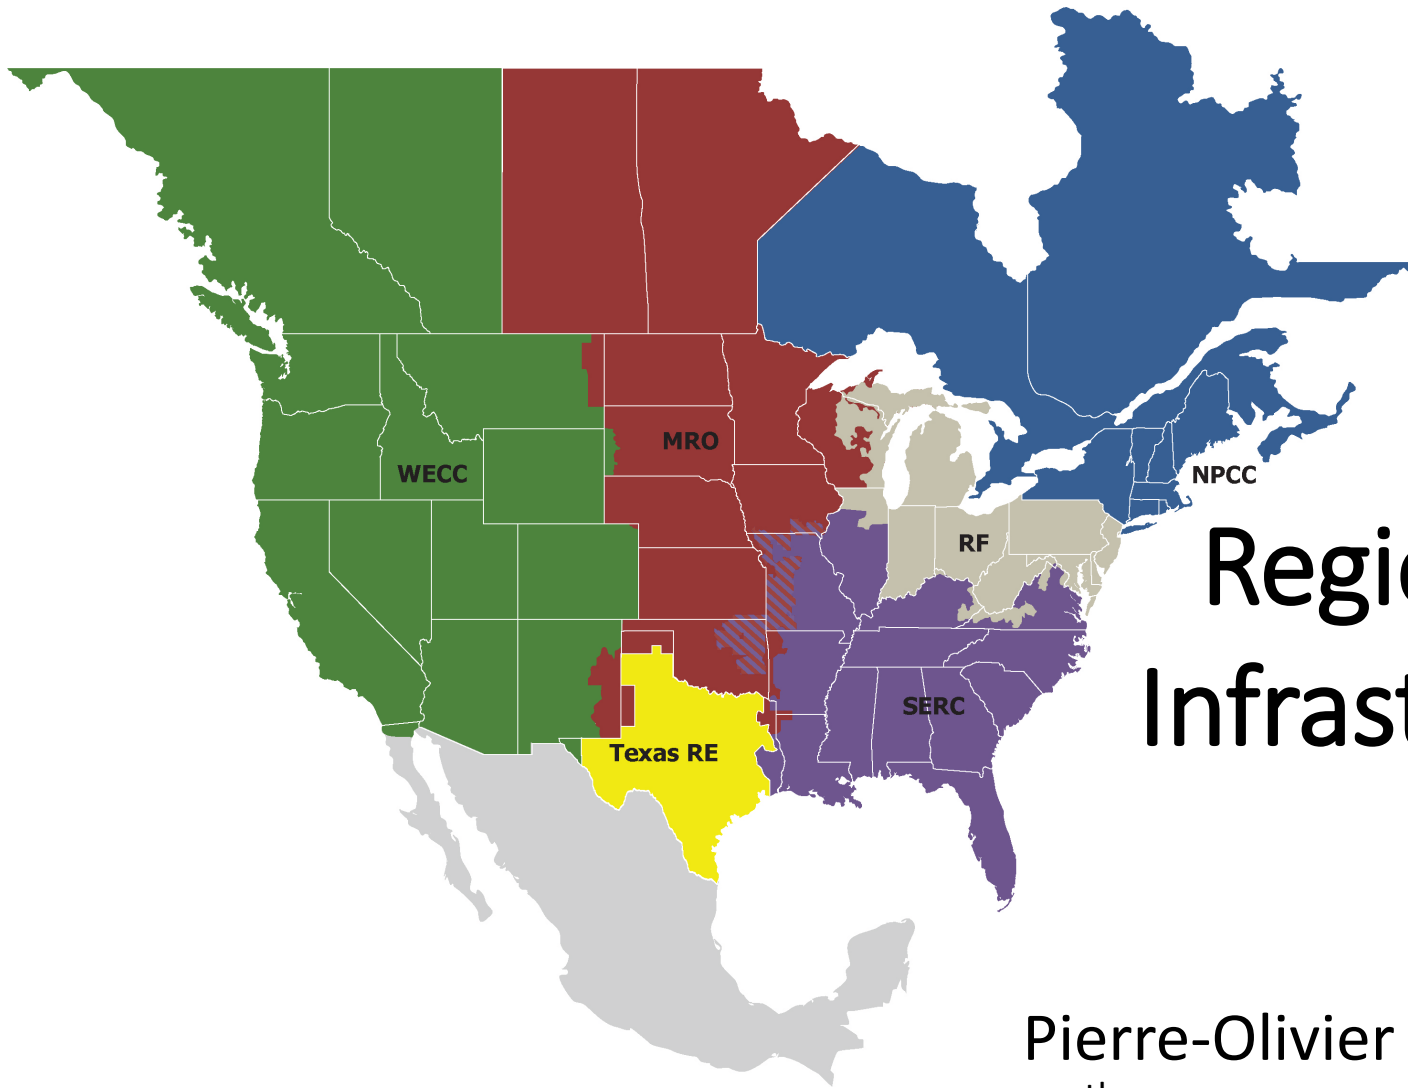 MRO
WECC
NPCC
RF
SERC
Texas RE
Regi
Infrast
Pierre-Olivier